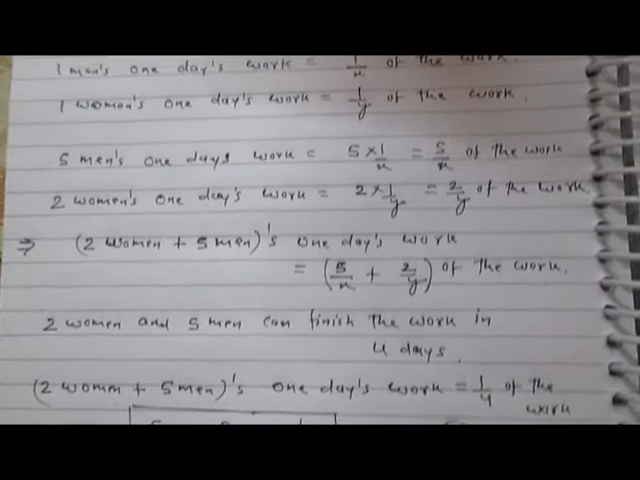 1 man's one day's work = 1/x of the work.
1 woman's one day's work = 1/y of the work.
5 men's one days work = 5 × 1/x = 5/x of the work
2 women's one day's work = 2 × 1/y = 2/y of the work.
⇒ (2 women + 5 men)'s one day's work
= (5/x + 2/y) of the work.
2 women and 5 men can finish the work in
4 days.
(2 women + 5 men)'s one day's work = 1/4 of the
work